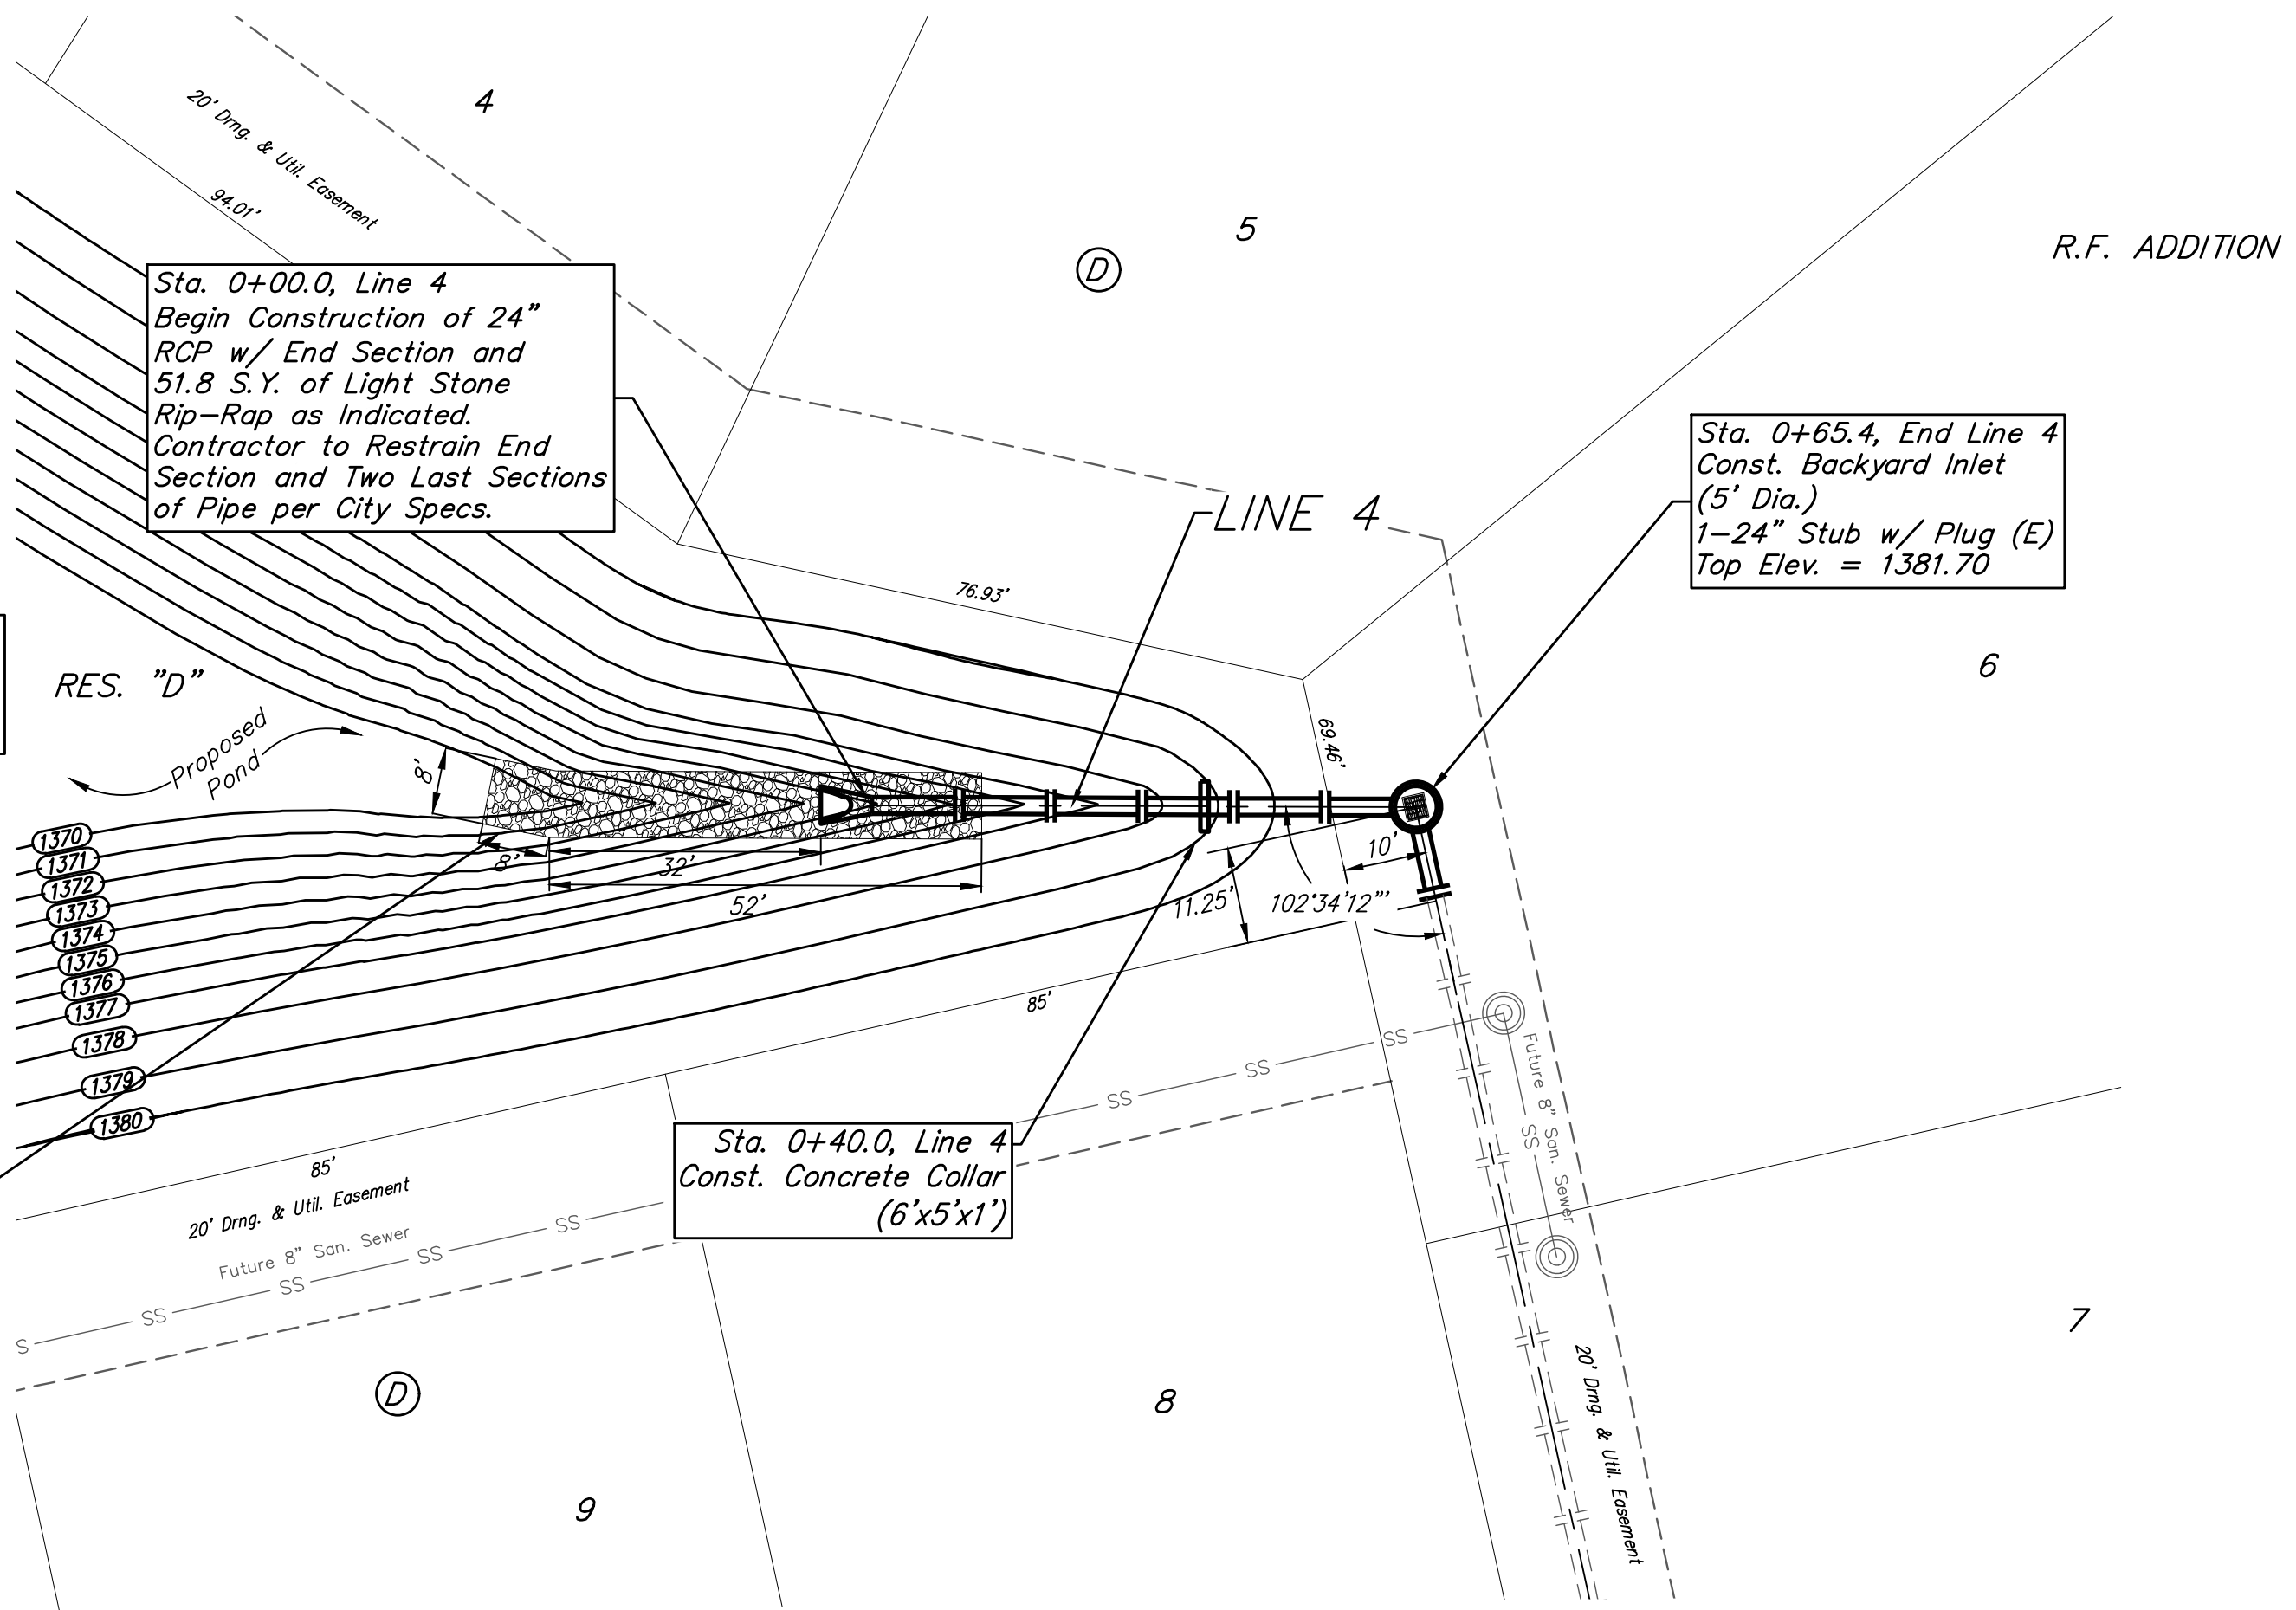 4
20' Drng. & Util. Easement
94.01'
5
D
R.F. ADDITION
Sta. 0+00.0, Line 4
Begin Construction of 24"
RCP w/ End Section and
51.8 S.Y. of Light Stone
Rip-Rap as Indicated.
Contractor to Restrain End
Section and Two Last Sections
of Pipe per City Specs.
Sta. 0+65.4, End Line 4
Const. Backyard Inlet
(5' Dia.)
1-24" Stub w/ Plug (E)
Top Elev. = 1381.70
LINE 4
76.93'
69.46'
6
RES. "D"
Proposed
Pond
8'
8'
32'
52'
10'
11.25'
102°34'12"'
1370
1371
1372
1373
1374
1375
1376
1377
1378
1379
1380
85'
SS
SS
SS
Future 8" San. Sewer
SS
Sta. 0+40.0, Line 4
Const. Concrete Collar
(6'x5'x1')
85'
20' Drng. & Util. Easement
Future 8" San. Sewer
SS
SS
SS
SS
S
D
7
8
9
20' Drng. & Util. Easement